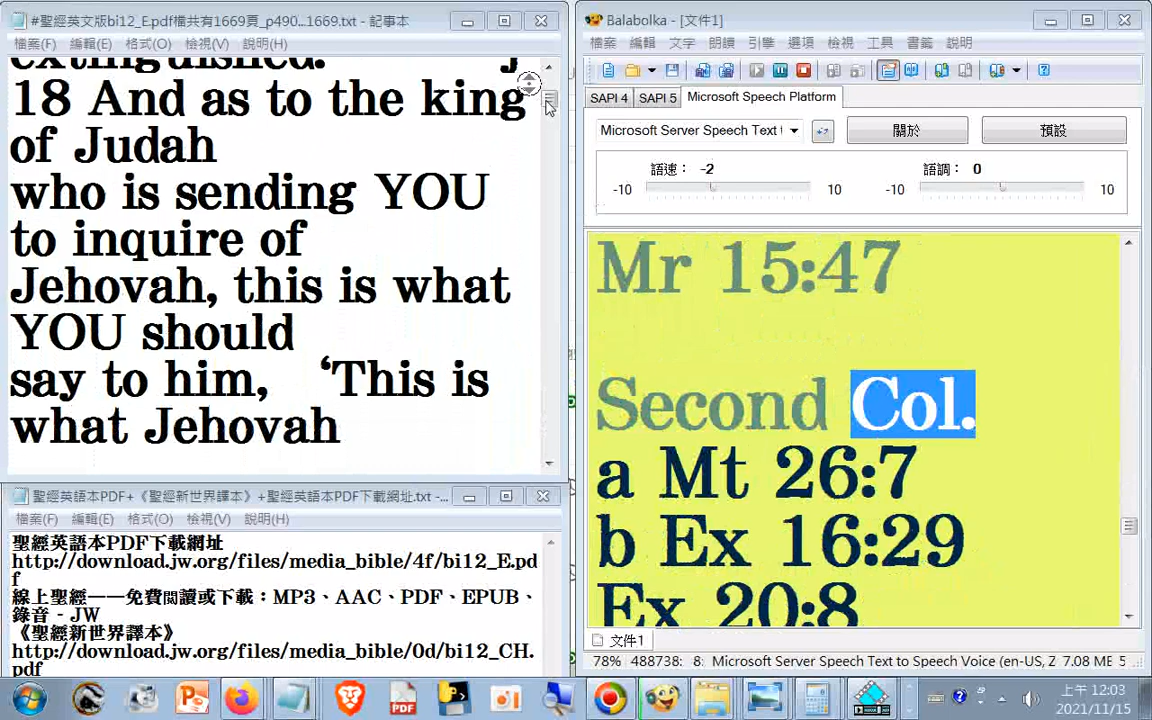 #聖經英文版bi12_E.pdf檔共有1669頁_p490...1669.txt - 記事本
檔案(F) 編輯(E) 格式(O) 檢視(V) 說明(H)
extinguished."
18 And as to the king
of Judah
who is sending YOU
to inquire of
Jehovah, this is what
YOU should
say to him, ‘This is
what Jehovah
聖經英語本PDF+《聖經新世界譯本》+聖經英語本PDF下載網址.txt - ...
檔案(F) 編輯(E) 格式(O) 檢視(V) 說明(H)
聖經英語本PDF下載網址
http://download.jw.org/files/media_bible/4f/bi12_E.pd
f
線上聖經——免費閱讀或下載：MP3、AAC、PDF、EPUB、
錄音 - JW
《聖經新世界譯本》
http://download.jw.org/files/media_bible/0d/bi12_CH.
pdf
Balabolka - [文件1]
檔案 編輯 文字 朗讀 引擎 選項 檢視 工具 書籤 說明
SAPI 4 SAPI 5 Microsoft Speech Platform
Microsoft Server Speech Text t 關於 預設
語速： -2 語調： 0
-10 10 -10 10
Mr 15:47
Second Col.
a Mt 26:7
b Ex 16:29
Ex 20:8
文件1
78% 488738: 8: Microsoft Server Speech Text to Speech Voice (en-US, Z 7.08 ME 5
上午 12:03
2021/11/15